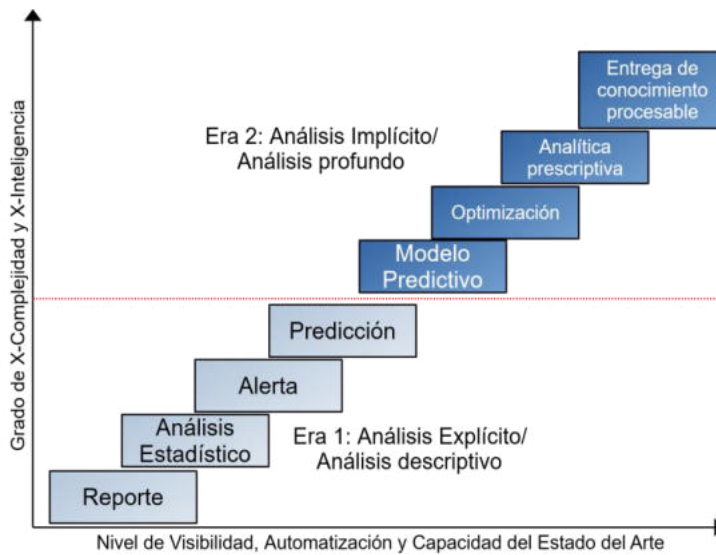 Entrega de
conocimiento
procesable
Era 2: Análisis Implícito/
Análisis profundo
Analítica
prescriptiva
Optimización
Modelo
Predictivo
Predicción
Alerta
Análisis
Estadístico
Era 1: Análisis Explícito/
Análisis descriptivo
Reporte
Grado de X-Complejidad y X-Inteligencia
Nivel de Visibilidad, Automatización y Capacidad del Estado del Arte